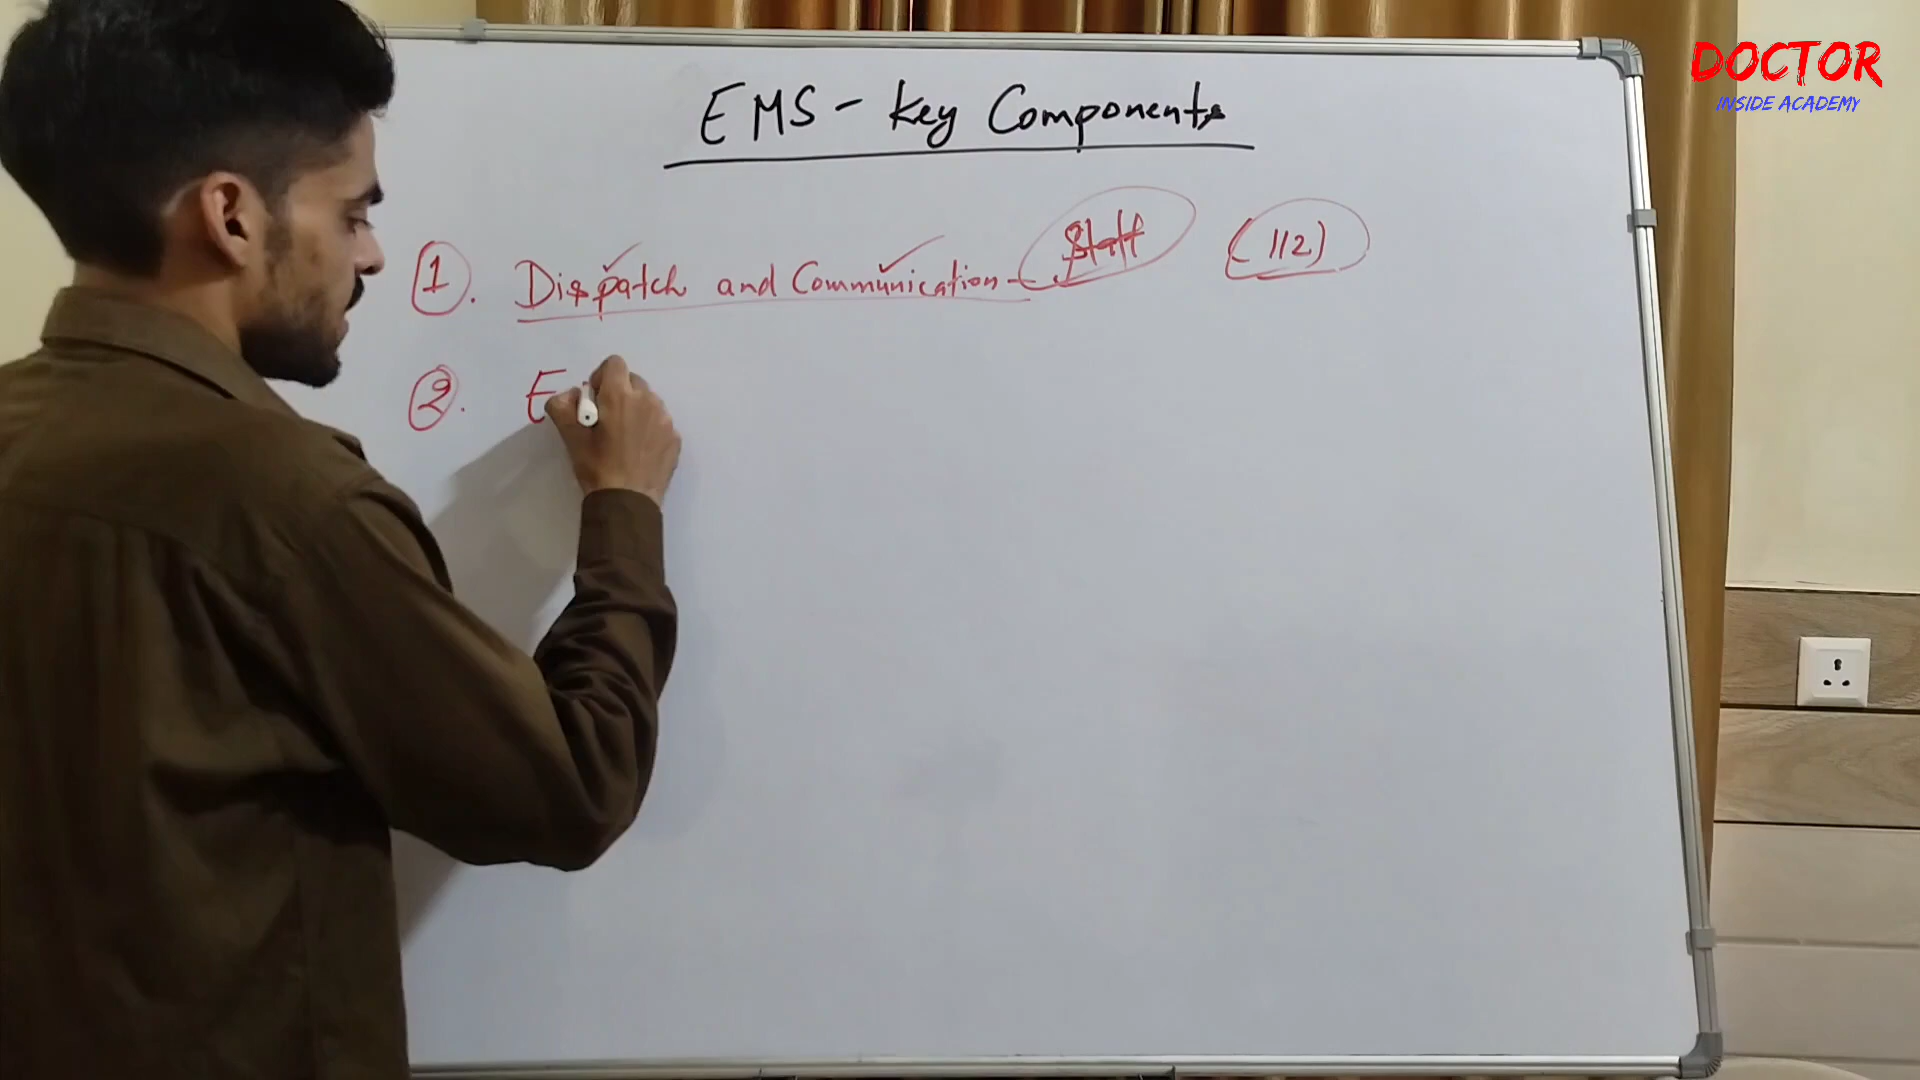 DOCTOR
INSIDE ACADEMY
EMS - Key Components
1. Dispatch and Communication - Staff (112)
2. E